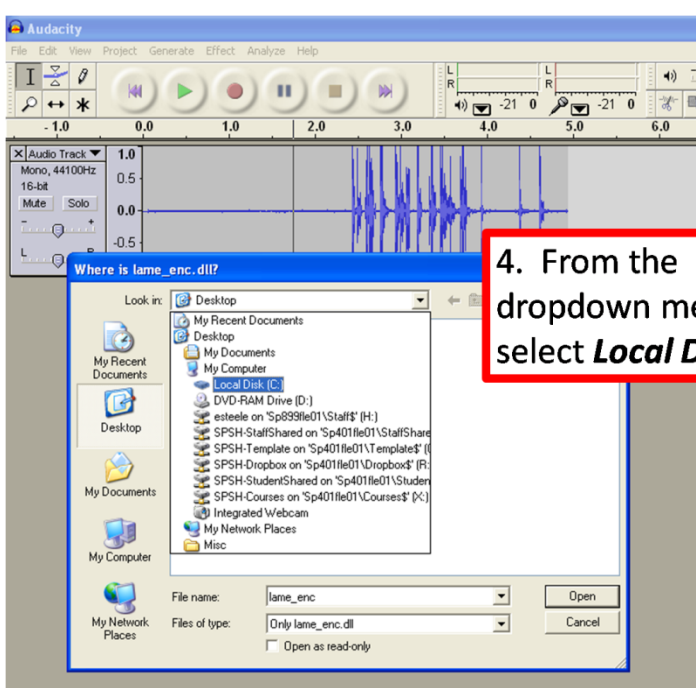 Audacity
File Edit View Project Generate Effect Analyze Help
L
R
-21 0
L
R
-21 0
- 1.0 0.0 1.0 2.0 3.0 4.0 5.0 6.0
X Audio Track
Mono, 44100Hz
16-bit
Mute Solo
- +
L R
1.0
0.5
0.0
-0.5
4. From the
dropdown
select Local
Where is lame_enc.dll?
Look in: Desktop
My Recent Documents
Desktop
My Documents
My Computer
Local Disk (C:)
DVD-RAM Drive (D:)
esteele on 'Sp899fle01\Staff$' (H:)
SPSH-StaffShared on 'Sp401fle01\StaffShare
SPSH-Template on 'Sp401fle01\Template$'
SPSH-Dropbox on 'Sp401fle01\Dropbox$' (R:
SPSH-StudentShared on 'Sp401fle01\Studen
SPSH-Courses on 'Sp401fle01\Courses$' (X:)
Integrated Webcam
My Network Places
Misc
My Recent
Documents
Desktop
My Documents
My Computer
My Network
Places
File name: lame_enc Open
Files of type: Only lame_enc.dll Cancel
Open as read-only